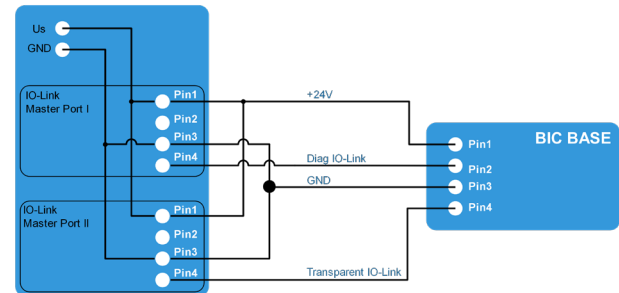 Us
GND
IO-Link
Master Port I
Pin1
Pin2
Pin3
Pin4
IO-Link
Master Port II
Pin1
Pin2
Pin3
Pin4
+24V
Diag IO-Link
GND
Transparent IO-Link
BIC BASE
Pin1
Pin2
Pin3
Pin4